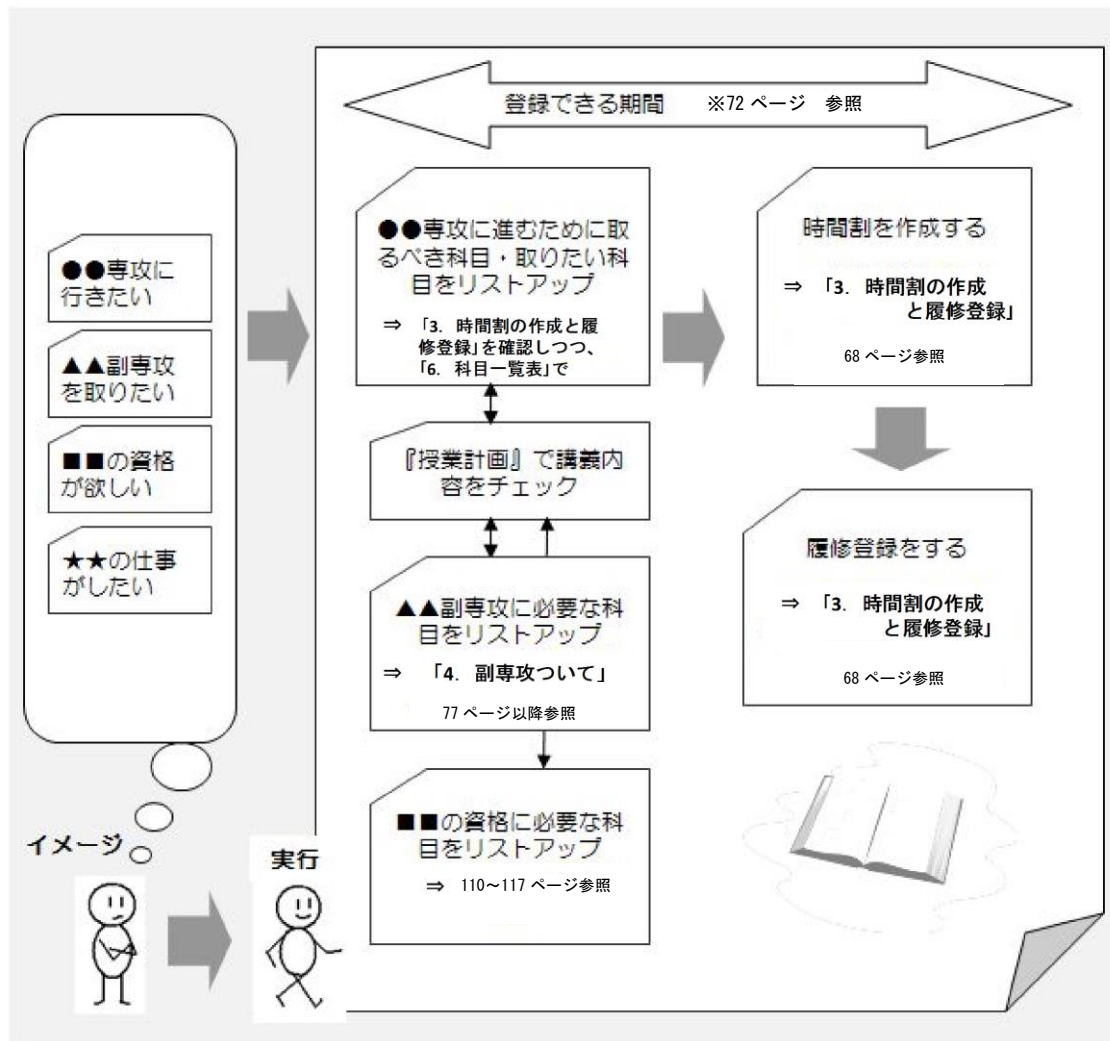 登録できる期間 ※72 ページ 参照
●●専攻に
行きたい
▲▲副専攻
を取りたい
■■の資格
が欲しい
★★の仕事
がしたい
イメージ
実行
●●専攻に進むために取
るべき科目・取りたい科
目をリストアップ
⇒ 「3. 時間割の作成と履
修登録」を確認しつつ、
「6. 科目一覧表」で
『授業計画』で講義内
容をチェック
▲▲副専攻に必要な科
目をリストアップ
⇒ 「4. 副専攻ついて」
77 ページ以降参照
■■の資格に必要な科
目をリストアップ
⇒ 110～117 ページ参照
時間割を作成する
⇒ 「3. 時間割の作成
と履修登録」
68 ページ参照
履修登録をする
⇒ 「3. 時間割の作成
と履修登録」
68 ページ参照